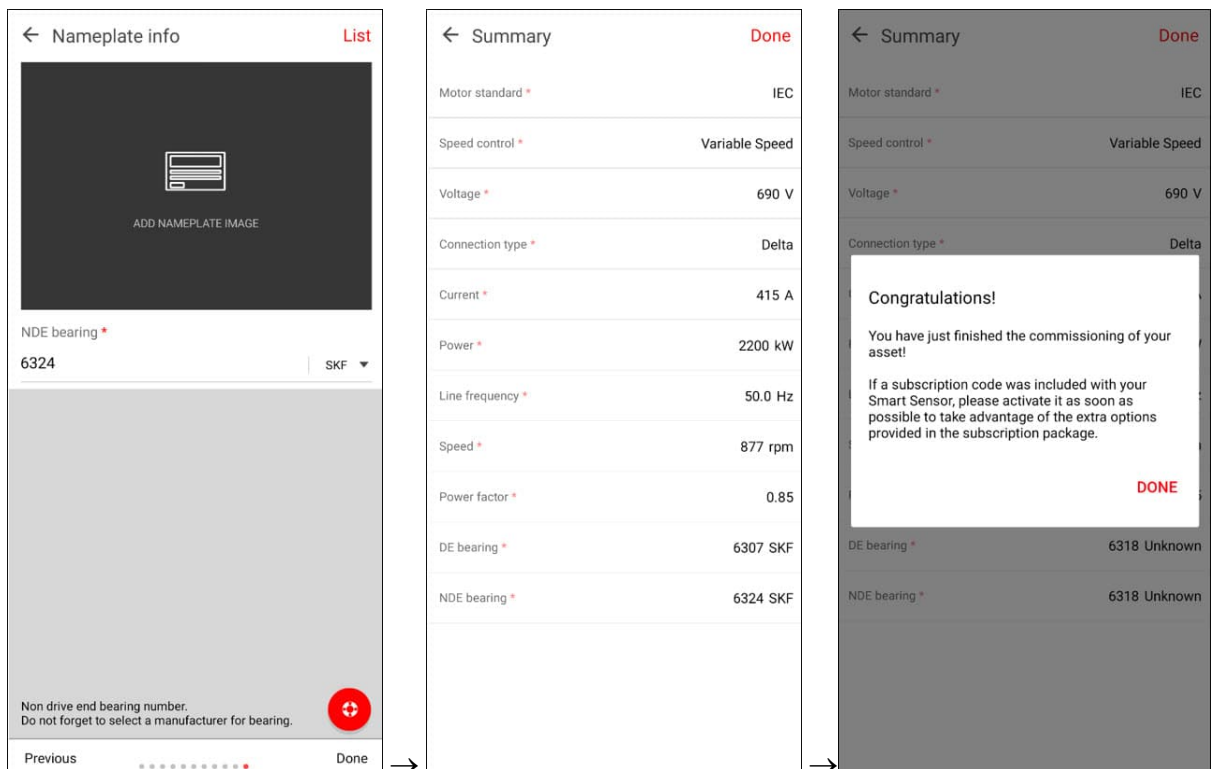 ← Nameplate info List
ADD NAMEPLATE IMAGE
NDE bearing *
6324 SKF
Non drive end bearing number.
Do not forget to select a manufacturer for bearing.
Previous Done
→
← Summary Done
Motor standard * IEC
Speed control * Variable Speed
Voltage * 690 V
Connection type * Delta
Current * 415 A
Power * 2200 kW
Line frequency * 50.0 Hz
Speed * 877 rpm
Power factor * 0.85
DE bearing * 6307 SKF
NDE bearing * 6324 SKF
→
← Summary Done
Motor standard * IEC
Speed control * Variable Speed
Voltage * 690 V
Connection type * Delta
Congratulations!
You have just finished the commissioning of your
asset!
If a subscription code was included with your
Smart Sensor, please activate it as soon as
possible to take advantage of the extra options
provided in the subscription package.
DONE
DE bearing * 6318 Unknown
NDE bearing * 6318 Unknown